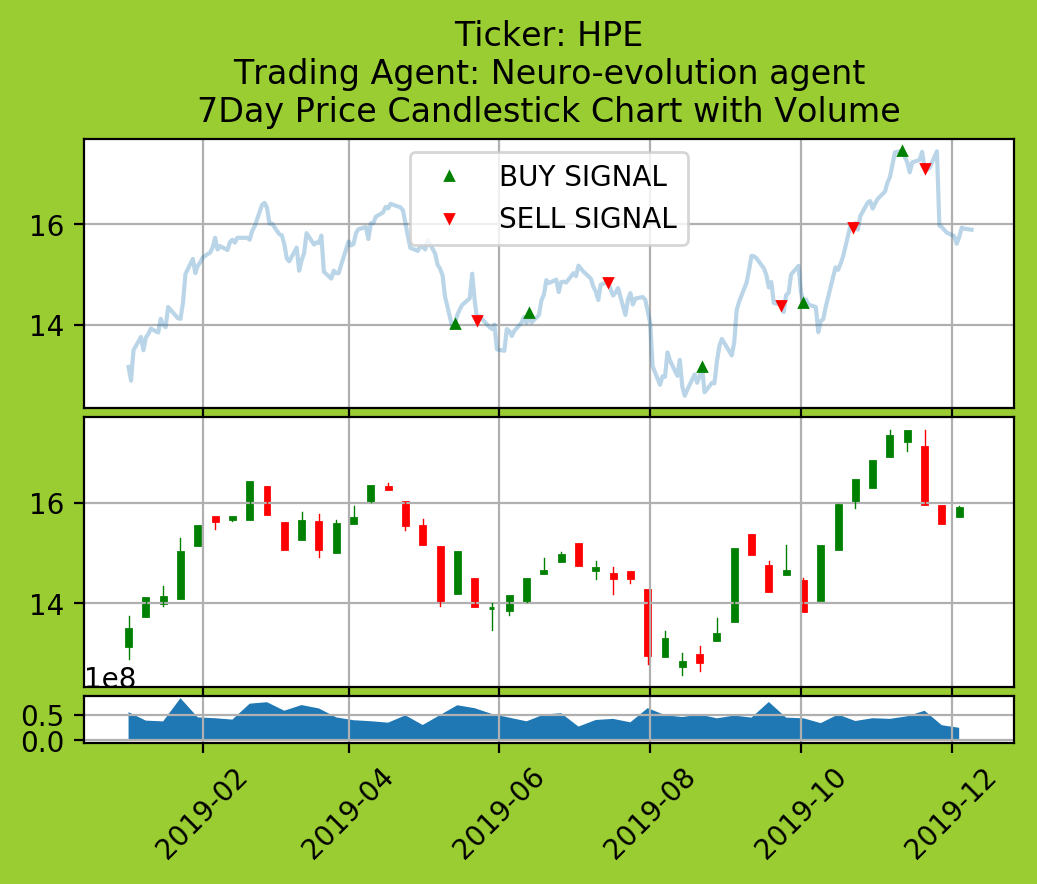 Ticker: HPE
Trading Agent: Neuro-evolution agent
7Day Price Candlestick Chart with Volume
BUY SIGNAL
SELL SIGNAL
16
14
16
14
1e8
0.5
0.0
2019-02
2019-04
2019-06
2019-08
2019-10
2019-12